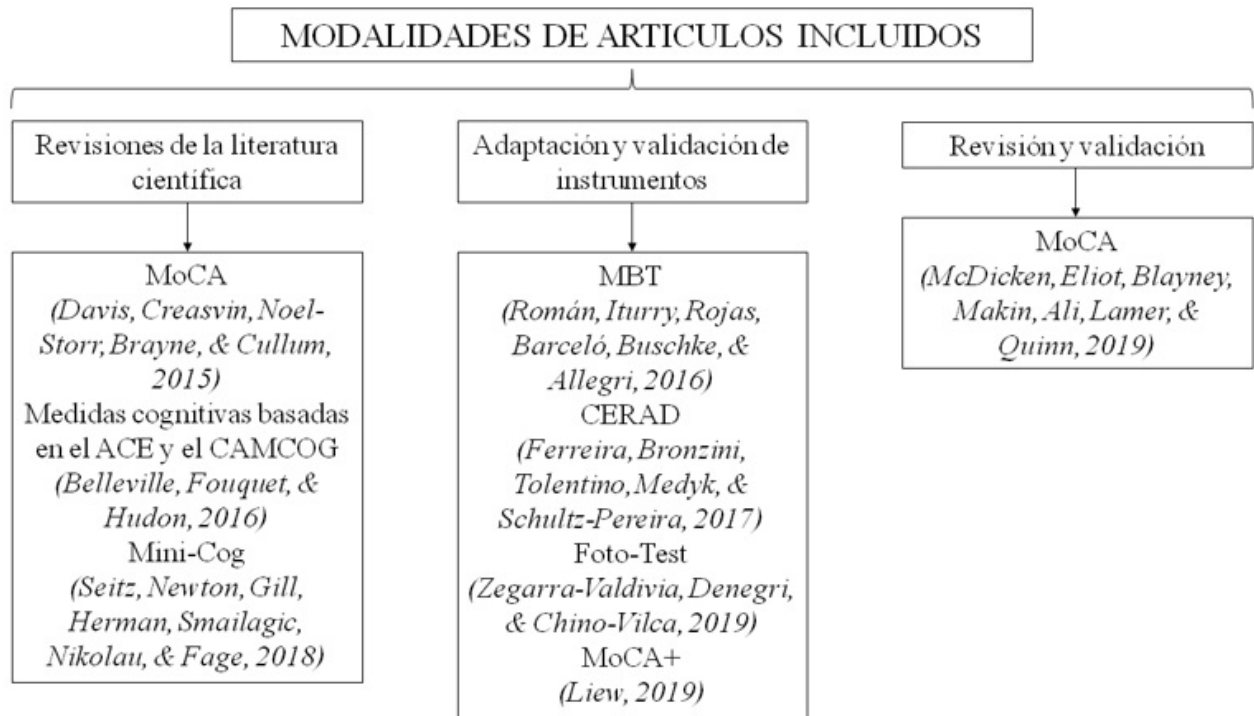 MODALIDADES DE ARTICULOS INCLUIDOS
Revisiones de la literatura
científica
MoCA
(Davis, Creasvin, Noel-
Storr, Brayne, & Cullum,
2015)
Medidas cognitivas basadas
en el ACE y el CAMCOG
(Belleville, Fouquet, &
Hudon, 2016)
Mini-Cog
(Seitz, Newton, Gill,
Herman, Smailagic,
Nikolau, & Fage, 2018)
Adaptación y validación de
instrumentos
MBT
(Román, Iturry, Rojas,
Barceló, Buschke, &
Allegri, 2016)
CERAD
(Ferreira, Bronzini,
Tolentino, Medyk, &
Schultz-Pereira, 2017)
Foto-Test
(Zegarra-Valdivia, Denegri,
& Chino-Vilca, 2019)
MoCA+
(Liew, 2019)
Revisión y validación
MoCA
(McDicken, Eliot, Blayney,
Makin, Ali, Lamer, &
Quinn, 2019)